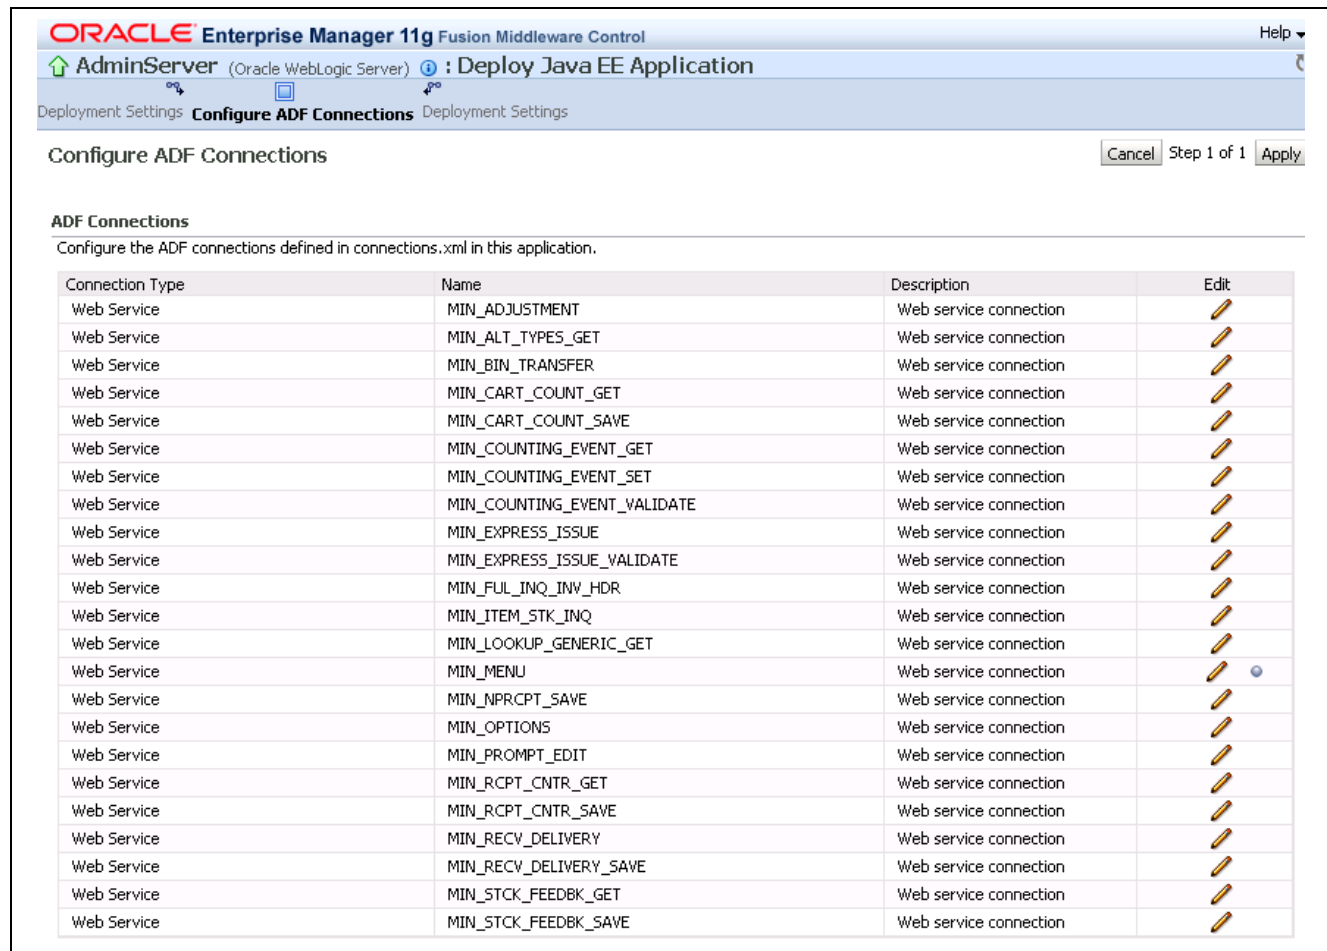 ORACLE Enterprise Manager 11g Fusion Middleware Control Help
AdminServer (Oracle WebLogic Server) : Deploy Java EE Application
Deployment Settings Configure ADF Connections Deployment Settings
Configure ADF Connections Cancel Step 1 of 1 Apply
ADF Connections
Configure the ADF connections defined in connections.xml in this application.
Connection Type Name Description Edit
Web Service MIN_ADJUSTMENT Web service connection
Web Service MIN_ALT_TYPES_GET Web service connection
Web Service MIN_BIN_TRANSFER Web service connection
Web Service MIN_CART_COUNT_GET Web service connection
Web Service MIN_CART_COUNT_SAVE Web service connection
Web Service MIN_COUNTING_EVENT_GET Web service connection
Web Service MIN_COUNTING_EVENT_SET Web service connection
Web Service MIN_COUNTING_EVENT_VALIDATE Web service connection
Web Service MIN_EXPRESS_ISSUE Web service connection
Web Service MIN_EXPRESS_ISSUE_VALIDATE Web service connection
Web Service MIN_FUL_INQ_INV_HDR Web service connection
Web Service MIN_ITEM_STK_INQ Web service connection
Web Service MIN_LOOKUP_GENERIC_GET Web service connection
Web Service MIN_MENU Web service connection
Web Service MIN_NPRCPT_SAVE Web service connection
Web Service MIN_OPTIONS Web service connection
Web Service MIN_PROMPT_EDIT Web service connection
Web Service MIN_RCPT_CNTR_GET Web service connection
Web Service MIN_RCPT_CNTR_SAVE Web service connection
Web Service MIN_RECV_DELIVERY Web service connection
Web Service MIN_RECV_DELIVERY_SAVE Web service connection
Web Service MIN_STCK_FEEDBK_GET Web service connection
Web Service MIN_STCK_FEEDBK_SAVE Web service connection